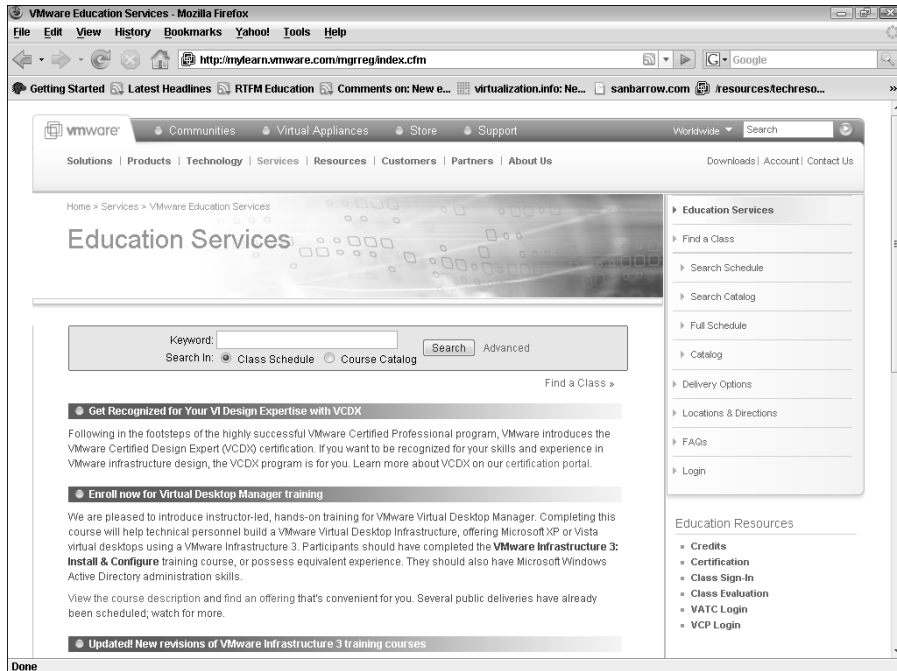 VMware Education Services - Mozilla Firefox
File Edit View History Bookmarks Yahoo! Tools Help
http://mylearn.vmware.com/mgrreg/index.cfm
G Google
Getting Started Latest Headlines RTFM Education Comments on: New e... virtualization.info: Ne... sanbarrow.com /resources/techreso... »
vmware Communities Virtual Appliances Store Support Worldwide Search
Solutions | Products | Technology | Services | Resources | Customers | Partners | About Us Downloads | Account | Contact Us
Home > Services > VMware Education Services
Education Services
Keyword:
Search Advanced
Search In: Class Schedule Course Catalog
Find a Class »
Get Recognized for Your VI Design Expertise with VCDX
Following in the footsteps of the highly successful VMware Certified Professional program, VMware introduces the
VMware Certified Design Expert (VCDX) certification. If you want to be recognized for your skills and experience in
VMware infrastructure design, the VCDX program is for you. Learn more about VCDX on our certification portal.
Enroll now for Virtual Desktop Manager training
We are pleased to introduce instructor-led, hands-on training for VMware Virtual Desktop Manager. Completing this
course will help technical personnel build a VMware Virtual Desktop Infrastructure, offering Microsoft XP or Vista
virtual desktops using a VMware Infrastructure 3. Participants should have completed the VMware Infrastructure 3:
Install & Configure training course, or possess equivalent experience. They should also have Microsoft Windows
Active Directory administration skills.
View the course description and find an offering that's convenient for you. Several public deliveries have already
been scheduled; watch for more.
Updated! New revisions of VMware Infrastructure 3 training courses
Education Services
Find a Class
Search Schedule
Search Catalog
Full Schedule
Catalog
Delivery Options
Locations & Directions
FAQs
Login
Education Resources
Credits
Certification
Class Sign-In
Class Evaluation
VATC Login
VCP Login
Done